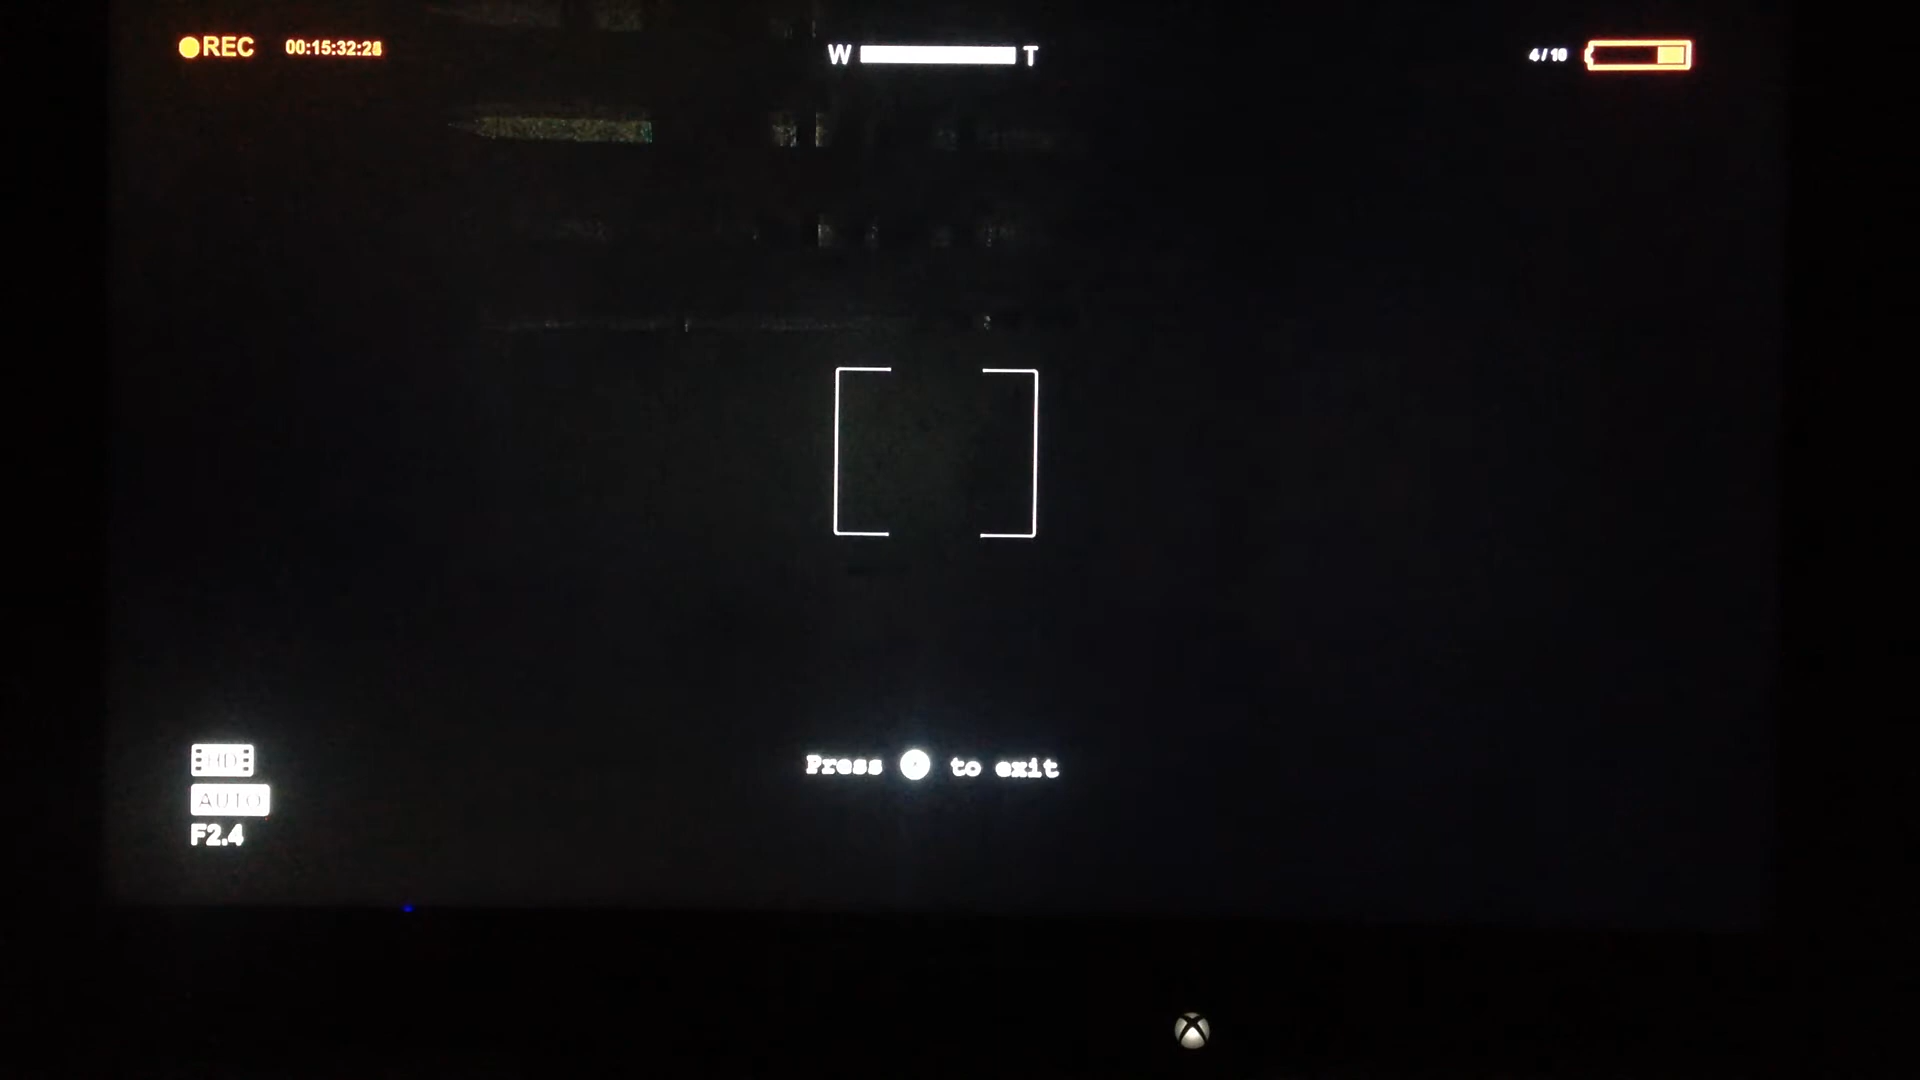 REC 00:15:32:28
W T
4/10
Press to exit
HD
AUTO
F2.4